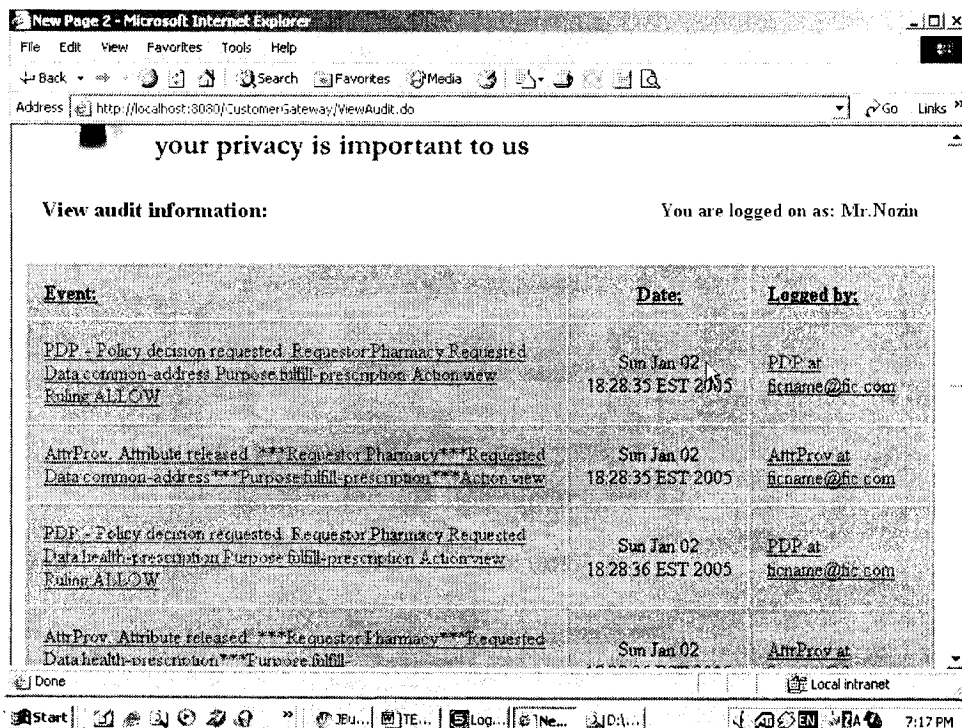 New Page 2 - Microsoft Internet Explorer
File Edit View Favorites Tools Help
Back Search Favorites Media
Address http://localhost:8080/CustomerGateway/ViewAudit.do Go Links »
your privacy is important to us
View audit information: You are logged on as: Mr.Nozin
Event: Date: Logged by:
PDP - Policy decision requested. Requestor Pharmacy Requested
Data common-address Purpose fulfill-prescription Action view
Ruling ALLOW
Sun Jan 02
18:28:35 EST 2005
PDP at
ficname@fic.com
AttrProv. Attribute released. ***Requestor Pharmacy***Requested
Data common-address***Purpose fulfill-prescription***Action view
Sun Jan 02
18:28:35 EST 2005
AttrProv at
ficname@fic.com
PDP - Policy decision requested. Requestor Pharmacy Requested
Data health-prescription Purpose fulfill-prescription Action view
Ruling ALLOW
Sun Jan 02
18:28:36 EST 2005
PDP at
ficname@fic.com
AttrProv. Attribute released. ***Requestor Pharmacy***Requested
Data health-prescription***Purpose fulfill-
Sun Jan 02
AttrProv at
Done Local intranet
Start » JBu... TE... Log... Ne... D:\... EN 7:17 PM